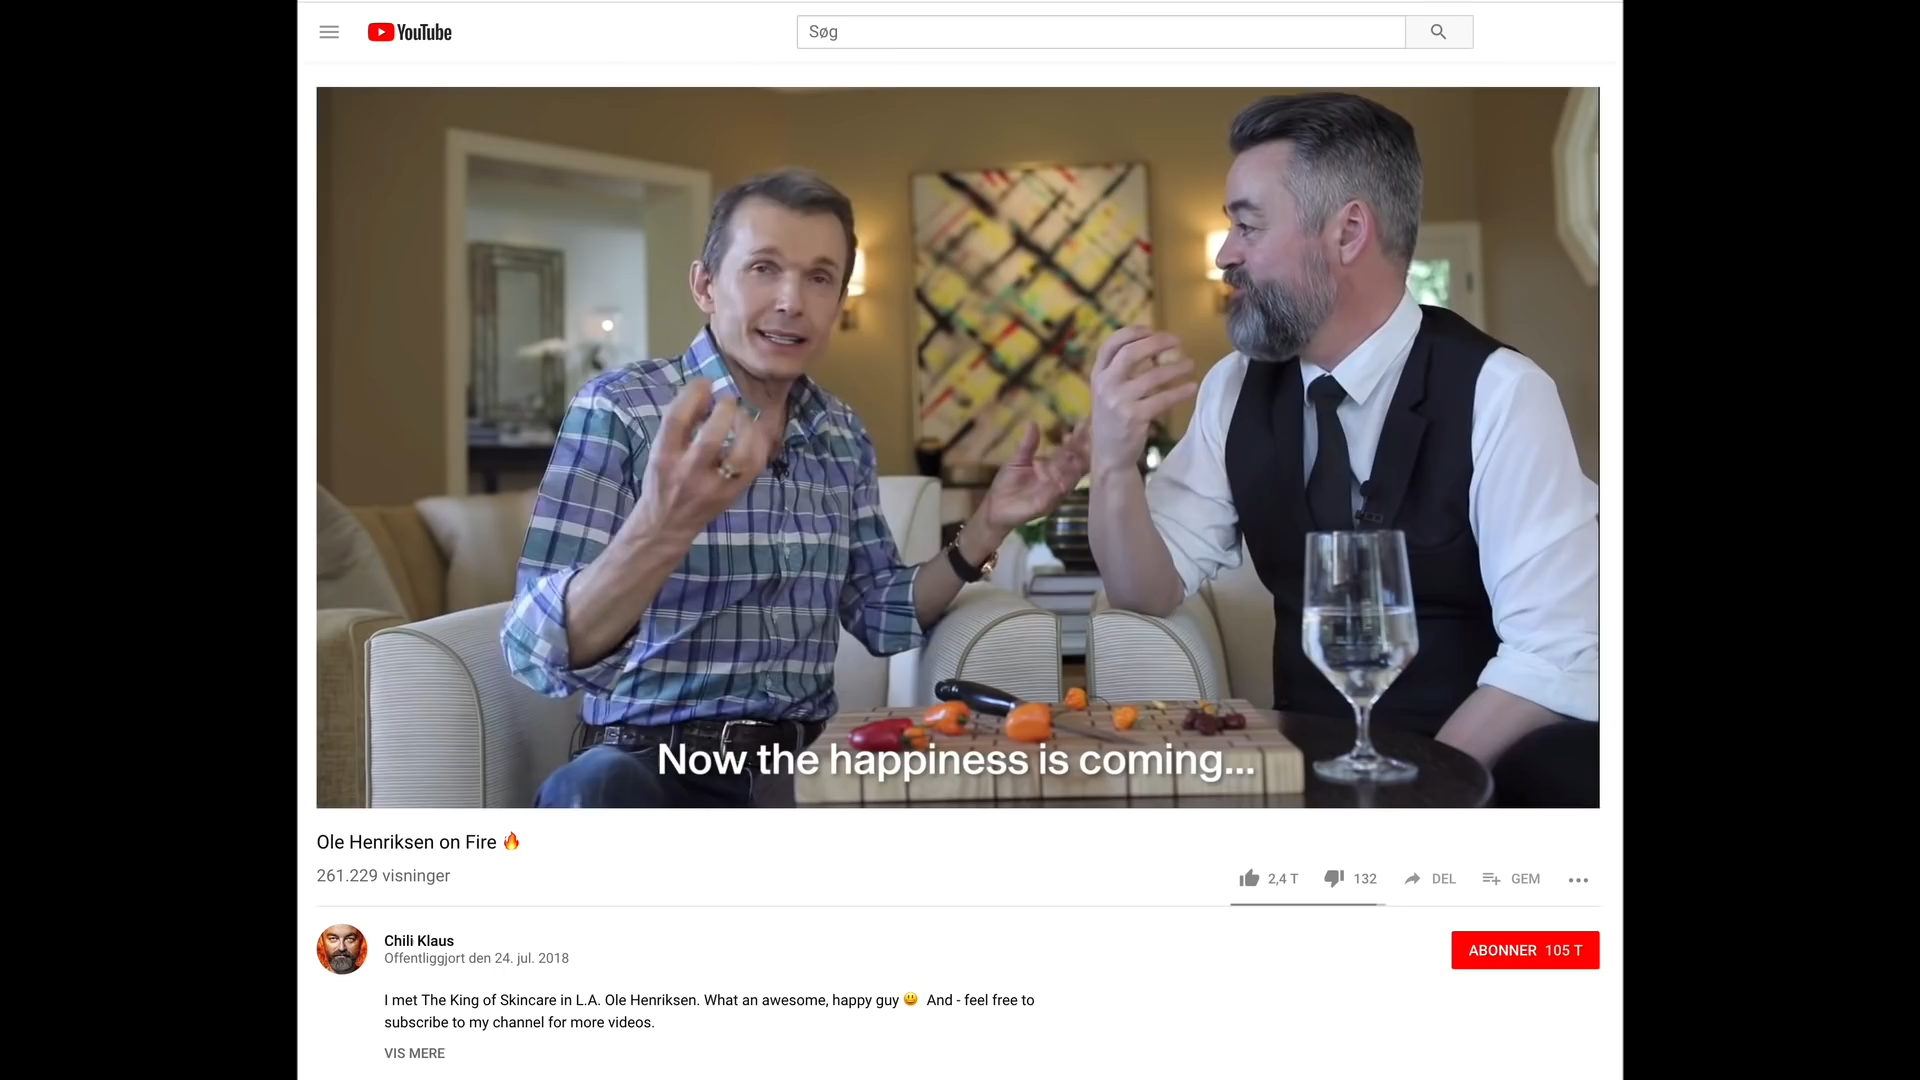 YouTube
Søg
Now the happiness is coming...
Ole Henriksen on Fire 🔥
261.229 visninger
2,4 T
132
DEL
GEM
Chili Klaus
Offentliggjort den 24. jul. 2018
ABONNER 105 T
I met The King of Skincare in L.A. Ole Henriksen. What an awesome, happy guy 😃 And - feel free to
subscribe to my channel for more videos.
VIS MERE